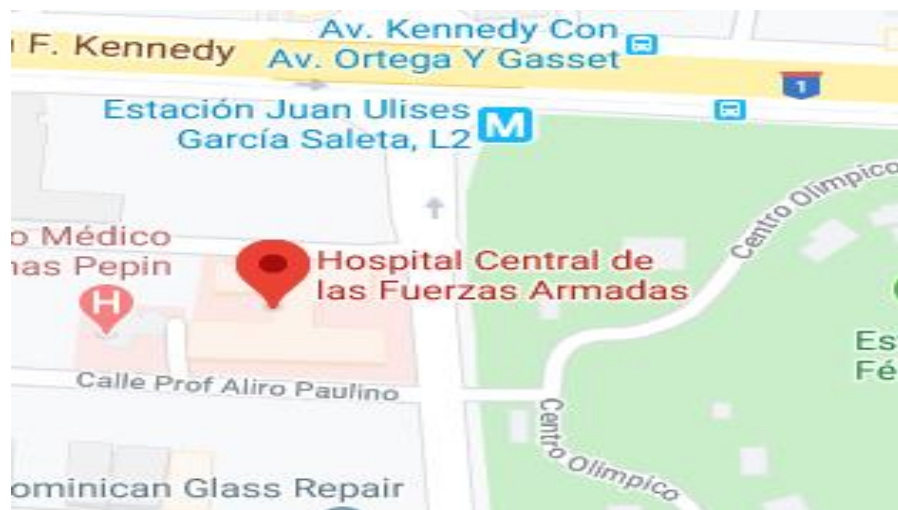 Av. Kennedy Con
F. Kennedy
Av. Ortega Y Gasset
1
Estación Juan Ulises
García Saleta, L2
M
Centro Olímpico
o Médico
nas Pepin
H
Hospital Central de
las Fuerzas Armadas
Es
Fé
Calle Prof Aliro Paulino
Centro Olímpico
ominican Glass Repair